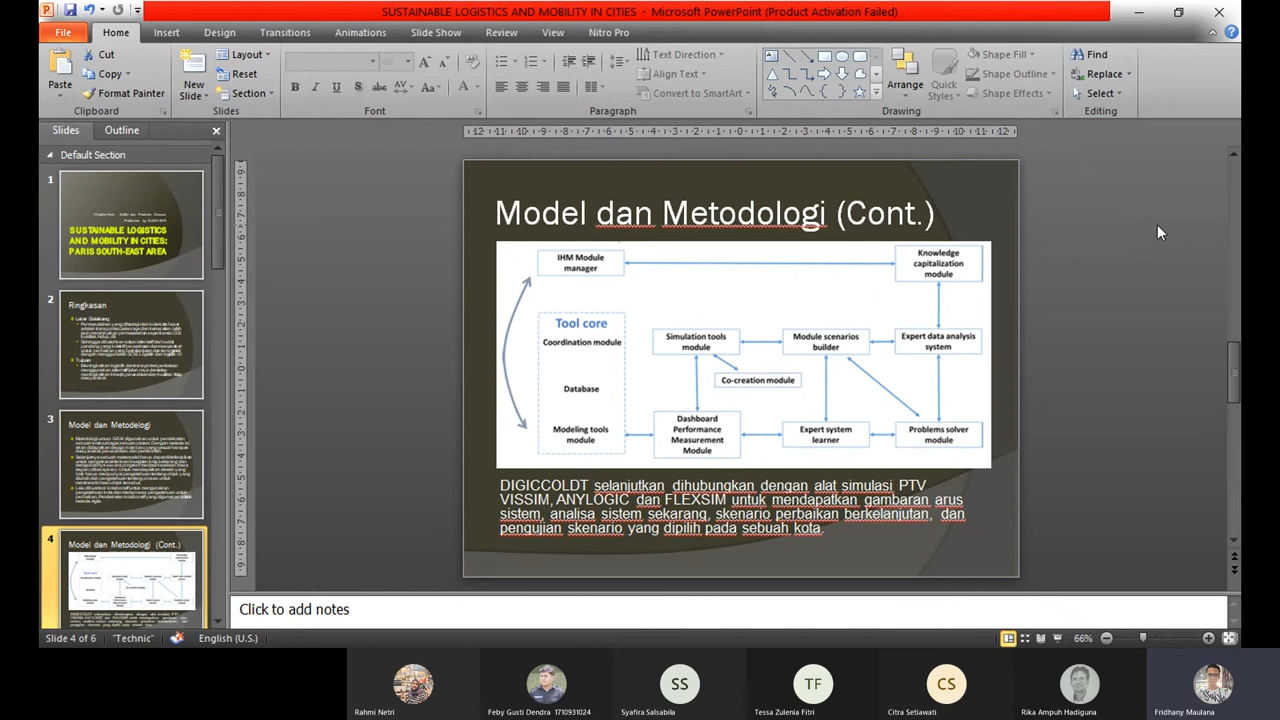 SUSTAINABLE LOGISTICS AND MOBILITY IN CITIES - Microsoft PowerPoint (Product Activation Failed)
File Home Insert Design Transitions Animations Slide Show Review View Nitro Pro
Paste
Cut
Copy
Format Painter
Clipboard
New
Slide
Layout
Reset
Section
Slides
Font
Paragraph
Text Direction
Align Text
Convert to SmartArt
Arrange
Quick
Styles
Drawing
Shape Fill
Shape Outline
Shape Effects
Find
Replace
Select
Editing
Slides Outline
Default Section
1
SUSTAINABLE LOGISTICS
AND MOBILITY IN CITIES:
PARIS SOUTH-EAST AREA
2
Ringkasan
Tujuan
3
Model dan Metodologi
4
Model dan Metodologi (Cont.)
Model dan Metodologi (Cont.)
IHM Module
manager
Knowledge
capitalization
module
Tool core
Coordination module
Database
Modeling tools
module
Simulation tools
module
Module scenarios
builder
Expert data analysis
system
Co-creation module
Dashboard
Performance
Measurement
Module
Expert system
learner
Problems solver
module
DIGICCOLDT selanjutkan dihubungkan dengan alat simulasi PTV
VISSIM, ANYLOGIC dan FLEXSIM untuk mendapatkan gambaran arus
sistem, analisa sistem sekarang, skenario perbaikan berkelanjutan, dan
pengujian skenario yang dipilih pada sebuah kota.
Click to add notes
Slide 4 of 6 "Technic" English (U.S.) 66%
SS TF CS
Rahmi Netri Feby Gusti Dendra 1710931024 Syafira Salsabila Tessa Zulenia Fitri Citra Setiawati Rika Ampuh Hadiguna Fridhany Maulana